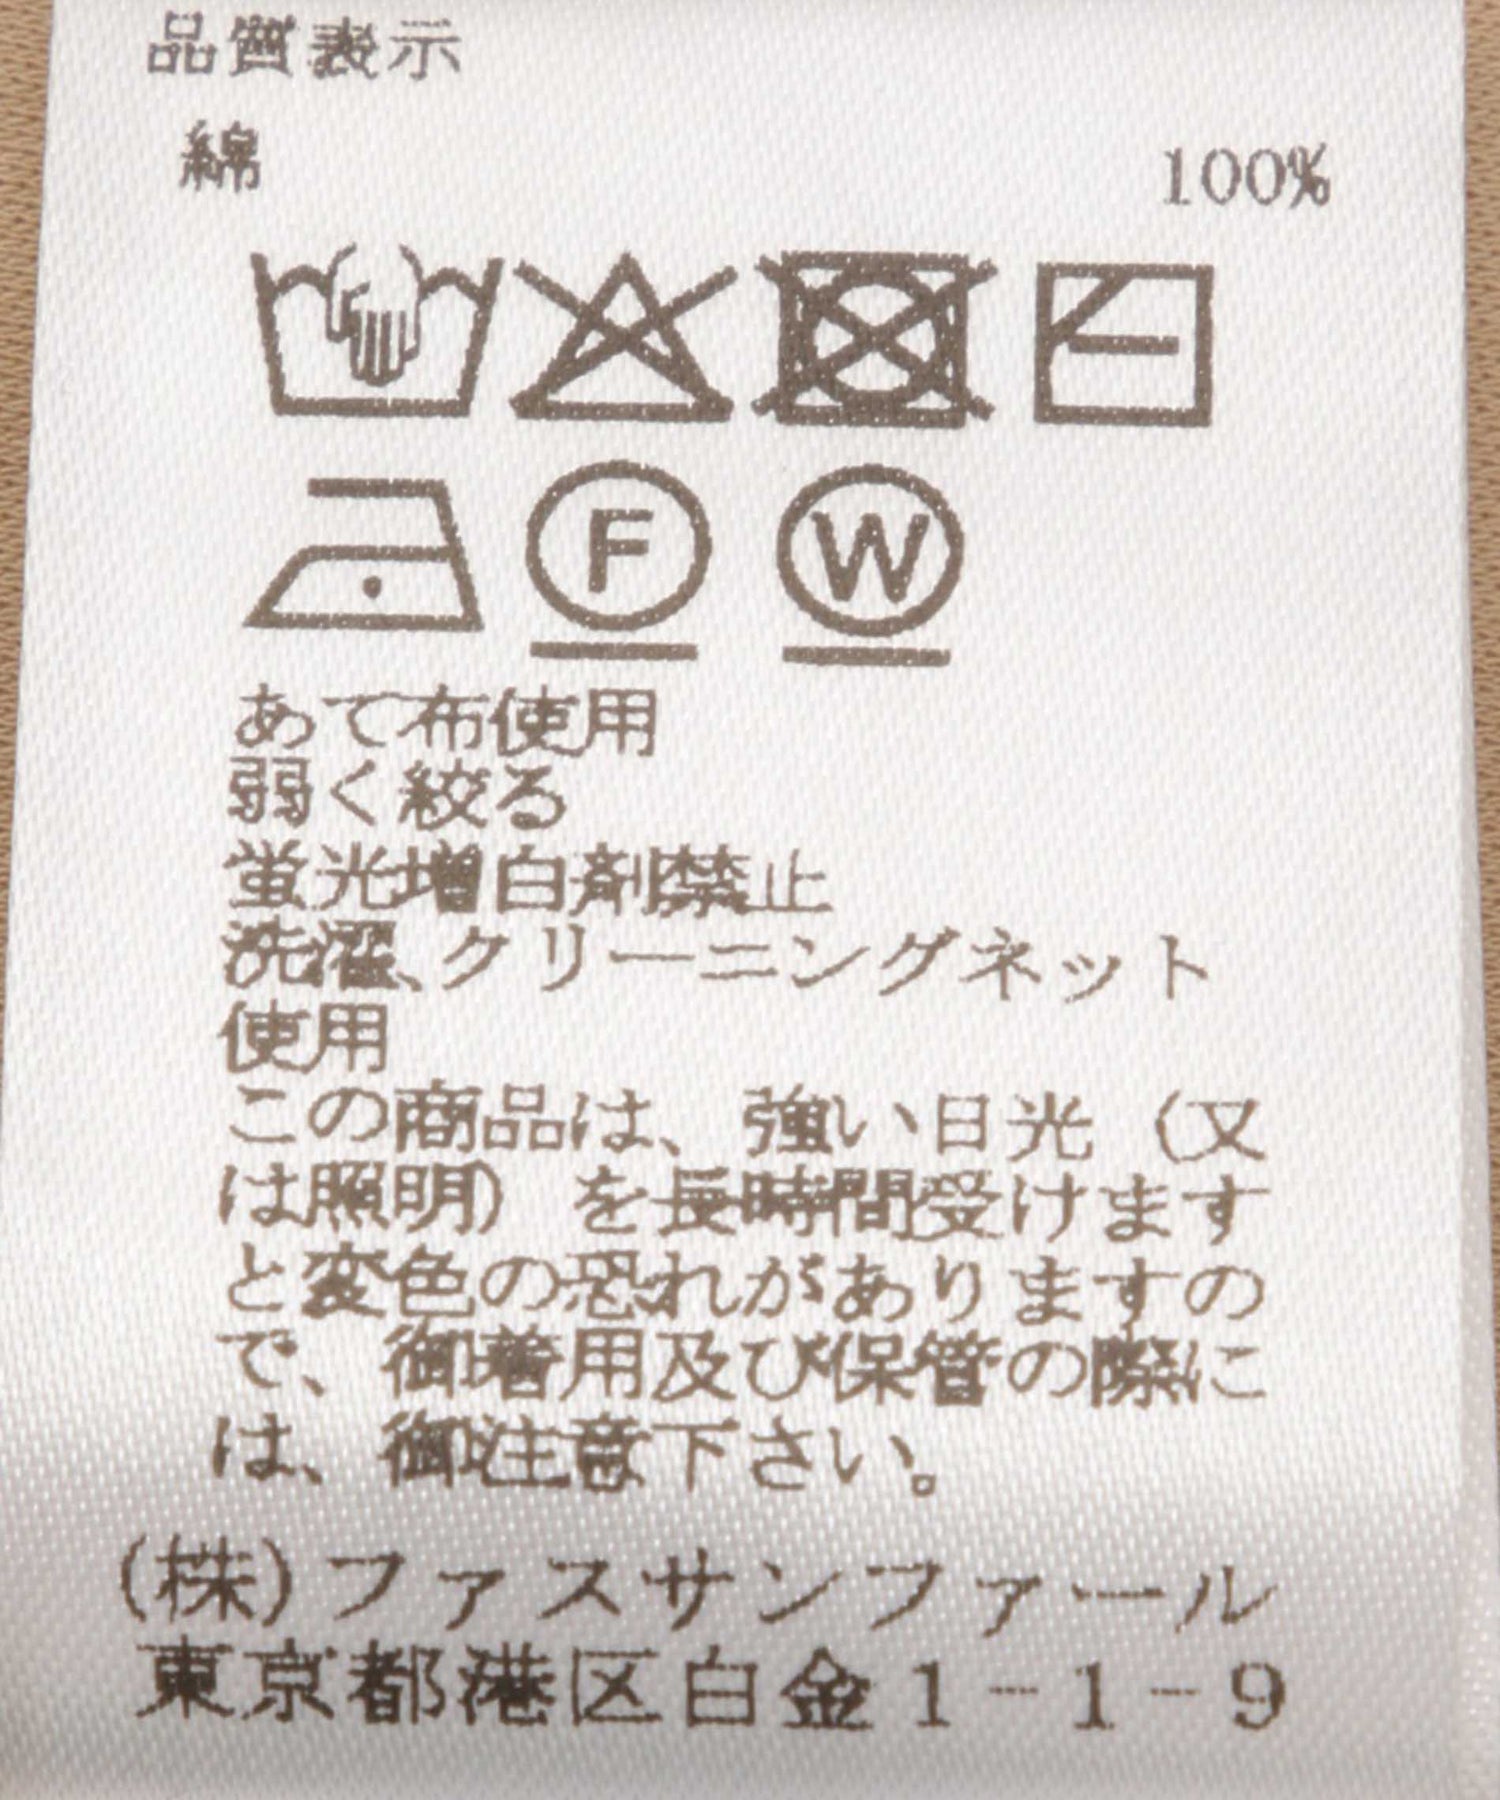 品質表示
綿 100%
F W
あて布使用
弱く絞る
蛍光増白剤禁止
洗濯、クリーニングネット
使用
この商品は、強い日光（又
は照明）を長時間受けます
と変色の恐れがありますの
で、御着用及び保管の際に
は、御注意下さい。
(株)ファスサンファール
東京都港区白金1-1-9